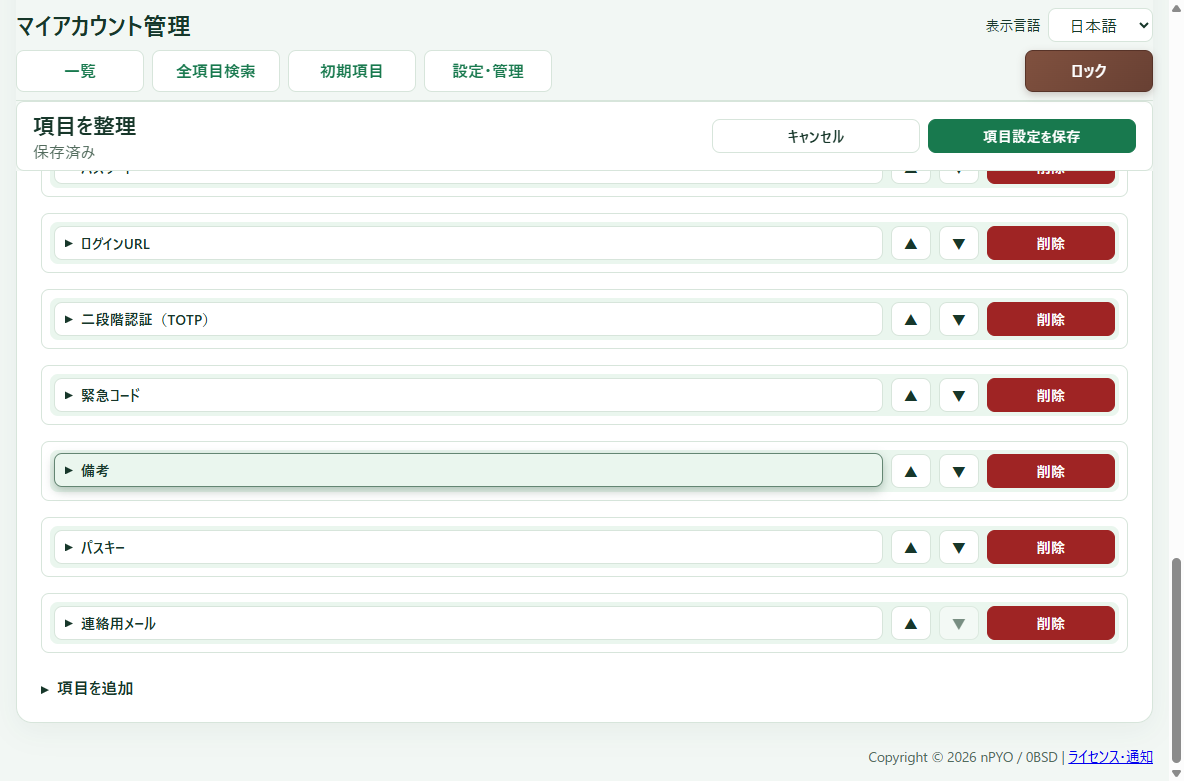 マイアカウント管理
表示言語 日本語
一覧 全項目検索 初期項目 設定・管理 ロック
項目を整理
保存済み
キャンセル 項目設定を保存
▶ ログインURL ▲ ▼ 削除
▶ 二段階認証（TOTP） ▲ ▼ 削除
▶ 緊急コード ▲ ▼ 削除
▶ 備考 ▲ ▼ 削除
▶ パスキー ▲ ▼ 削除
▶ 連絡用メール ▲ ▼ 削除
▶ 項目を追加
Copyright © 2026 nPYO / 0BSD | ライセンス・通知